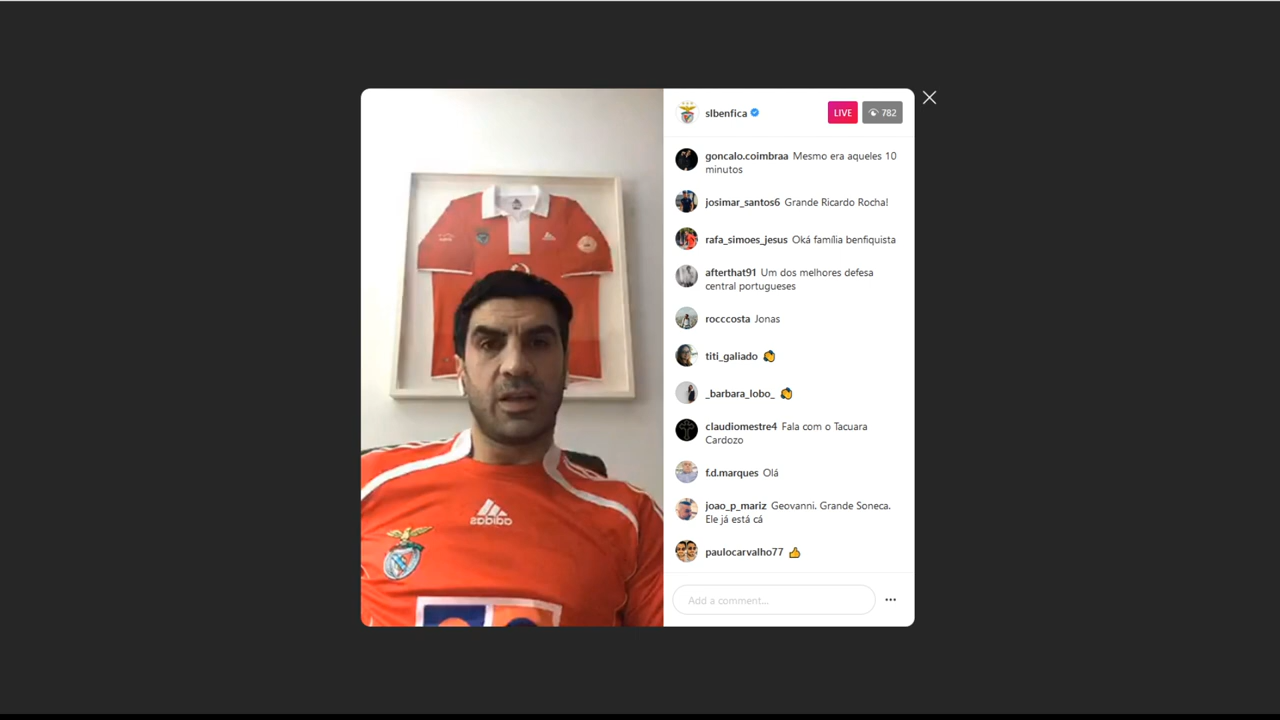 slbenfica
LIVE
782
goncalo.coimbraa Mesmo era aqueles 10
minutos
josimar_santos6 Grande Ricardo Rocha!
rafa_simoes_jesus Oká família benfiquista
afterthat91 Um dos melhores defesa
central portugueses
rocccosta Jonas
titi_galiado
_barbara_lobo_
claudiomestre4 Fala com o Tacuara
Cardozo
f.d.marques Olá
joao_p_mariz Geovanni. Grande Soneca.
Ele já está cá
paulocarvalho77
Add a comment...
adidas